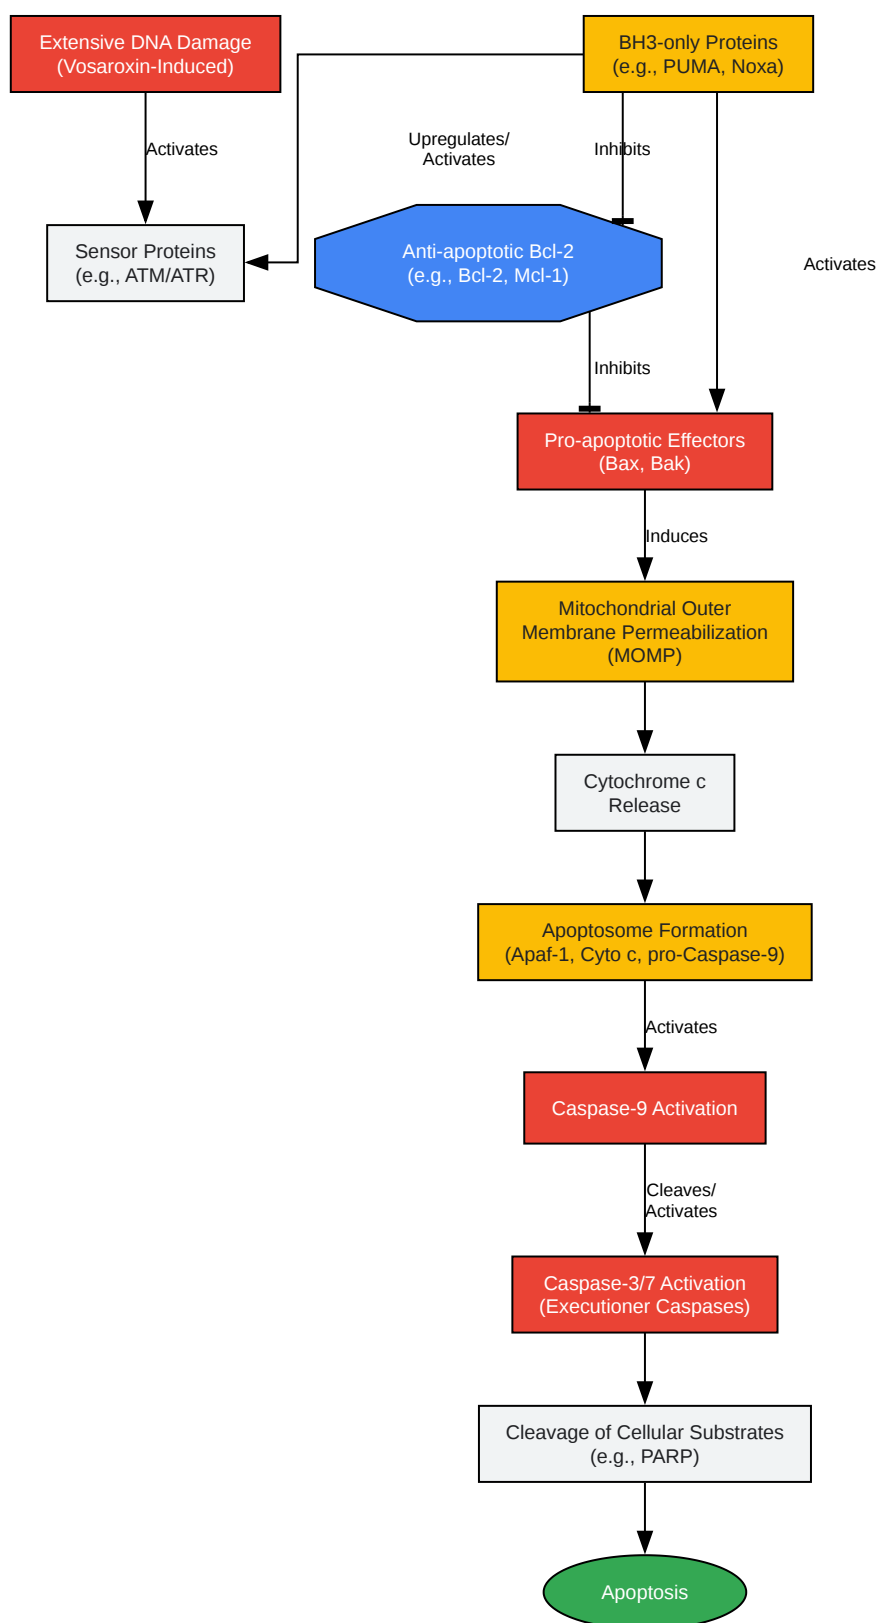 Extensive DNA Damage
(Vosaroxin-Induced)
BH3-only Proteins
(e.g., PUMA, Noxa)
Activates
Upregulates/
Activates
Inhibits
Sensor Proteins
(e.g., ATM/ATR)
Anti-apoptotic Bcl-2
(e.g., Bcl-2, Mcl-1)
Activates
Inhibits
Pro-apoptotic Effectors
(Bax, Bak)
Induces
Mitochondrial Outer
Membrane Permeabilization
(MOMP)
Cytochrome c
Release
Apoptosome Formation
(Apaf-1, Cyto c, pro-Caspase-9)
Activates
Caspase-9 Activation
Cleaves/
Activates
Caspase-3/7 Activation
(Executioner Caspases)
Cleavage of Cellular Substrates
(e.g., PARP)
Apoptosis